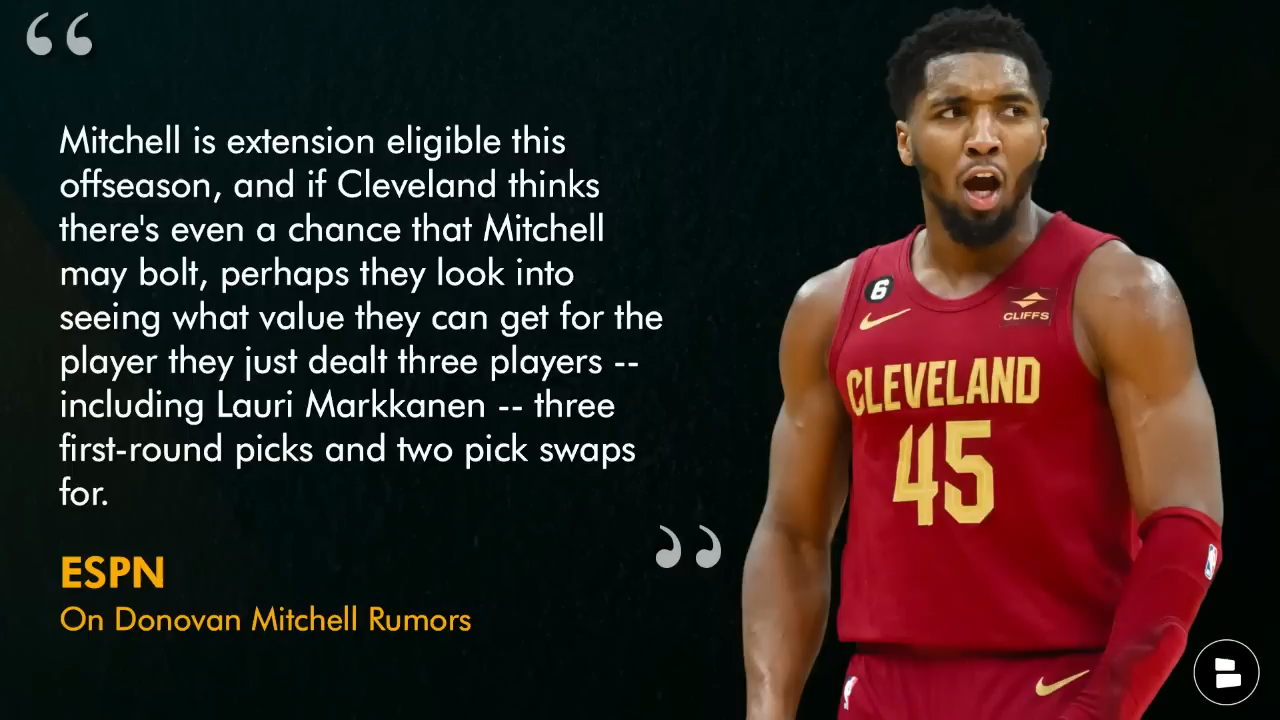 “
Mitchell is extension eligible this
offseason, and if Cleveland thinks
there's even a chance that Mitchell
may bolt, perhaps they look into
seeing what value they can get for the
player they just dealt three players --
including Lauri Markkanen -- three
first-round picks and two pick swaps
for.
”
ESPN
On Donovan Mitchell Rumors
6
CLIFFS
CLEVELAND
45